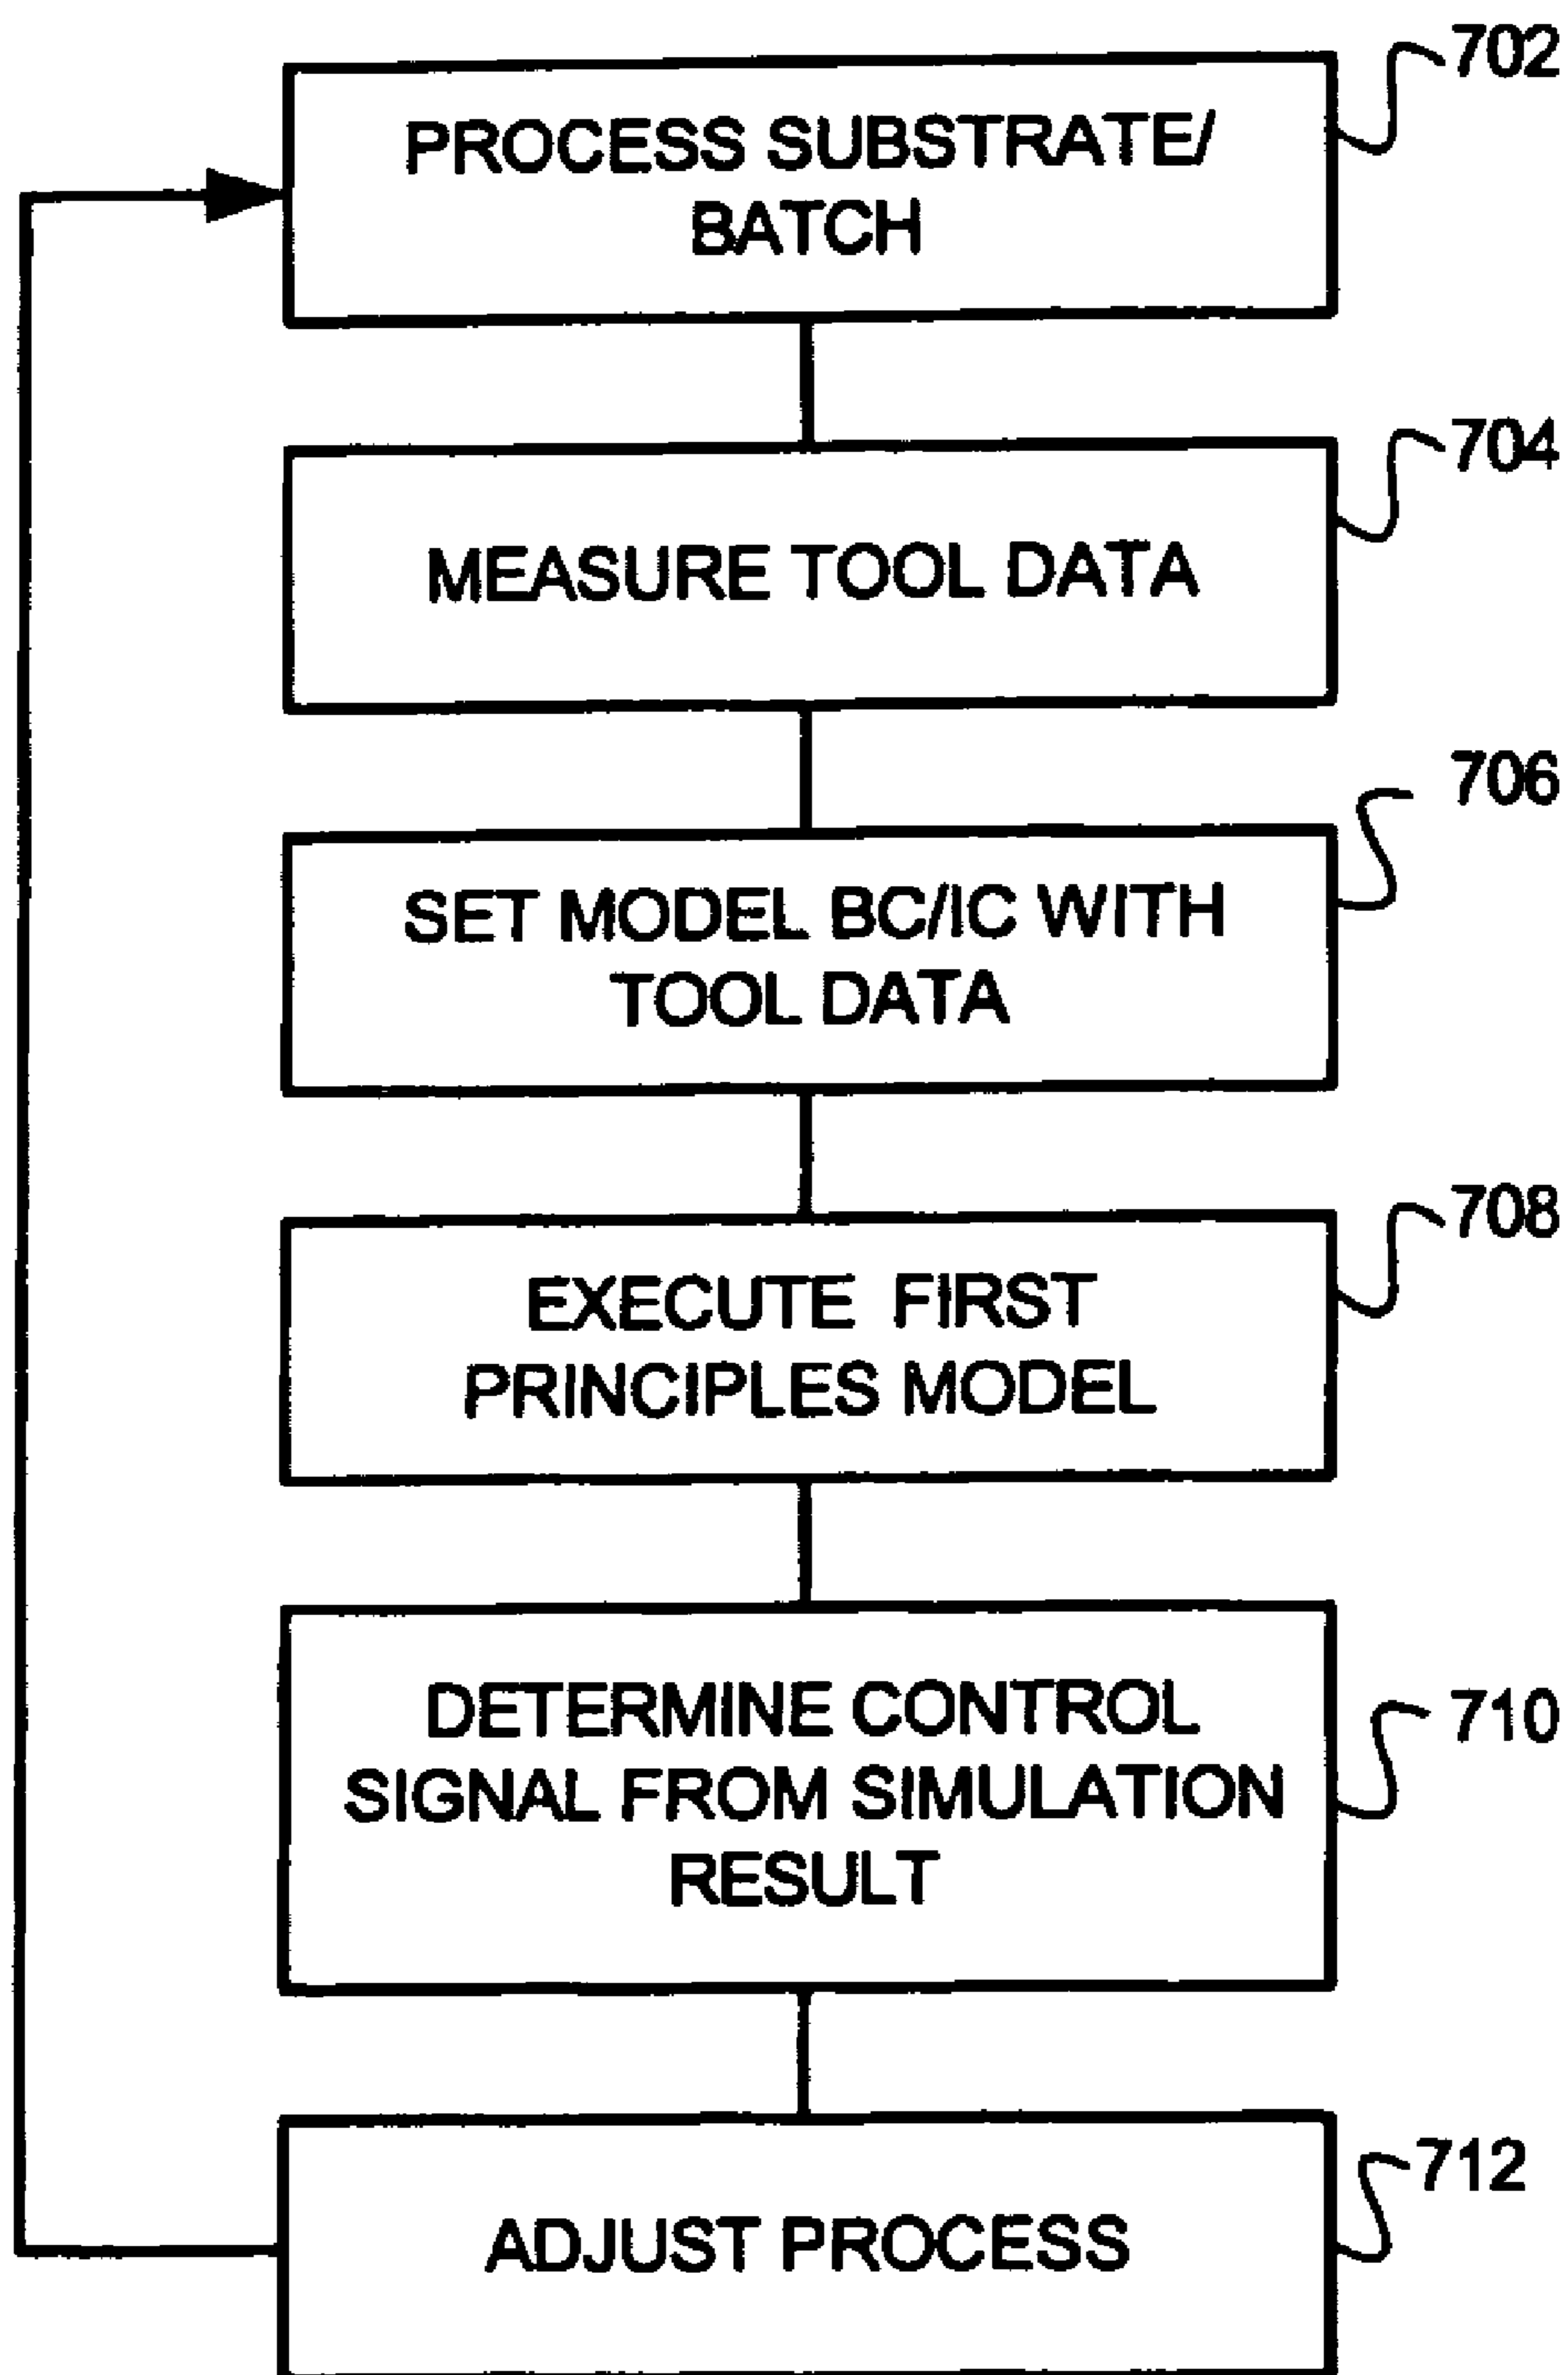 702
PROCESS SUBSTRATE/
BATCH
704
MEASURE TOOL DATA
706
SET MODEL BC/IC WITH
TOOL DATA
708
EXECUTE FIRST
PRINCIPLES MODEL
710
DETERMINE CONTROL
SIGNAL FROM SIMULATION
RESULT
712
ADJUST PROCESS